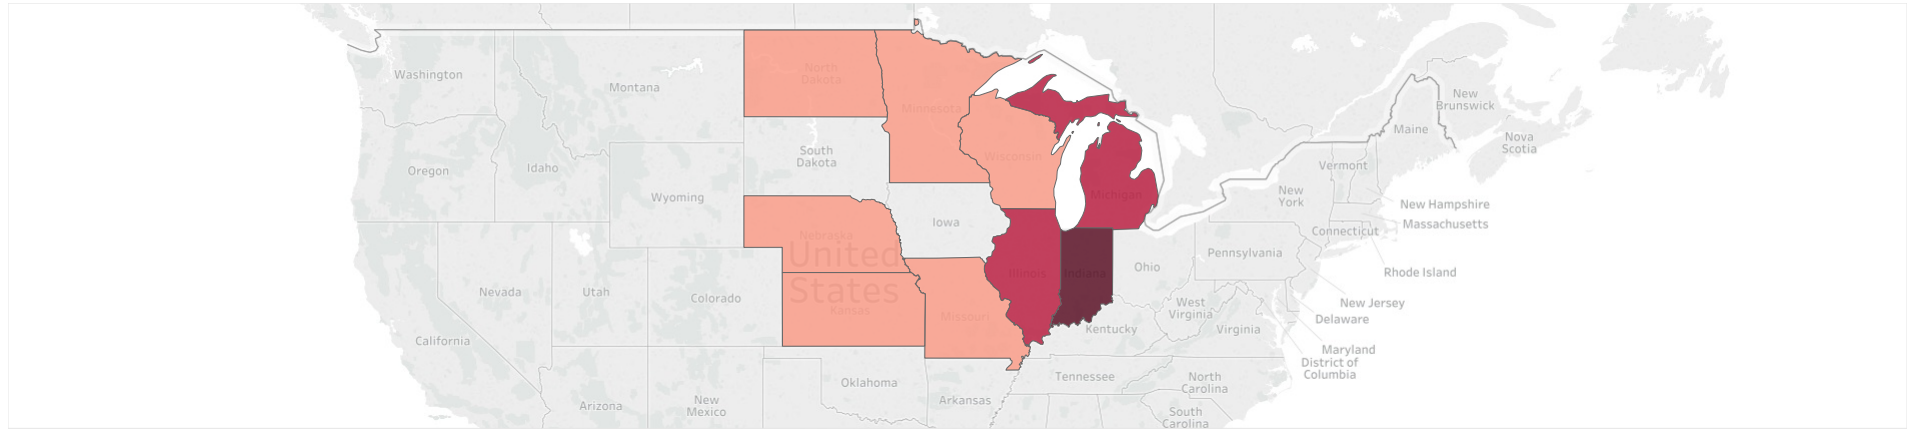 Washington
Montana
North
Dakota
Minnesota
New
Brunswick
Maine
Nova
Scotia
Oregon
Idaho
South
Dakota
Wisconsin
Michigan
Vermont
Wyoming
New
York
New Hampshire
Massachusetts
Iowa
Connecticut
Nebraska
United
States
Pennsylvania
Illinois
Indiana
Ohio
Rhode Island
Nevada
Utah
Colorado
Kansas
Missouri
West
Virginia
New Jersey
Delaware
Kentucky
Virginia
California
Maryland
District of
Columbia
Tennessee
North
Carolina
Oklahoma
Arkansas
Arizona
New
Mexico
South
Carolina